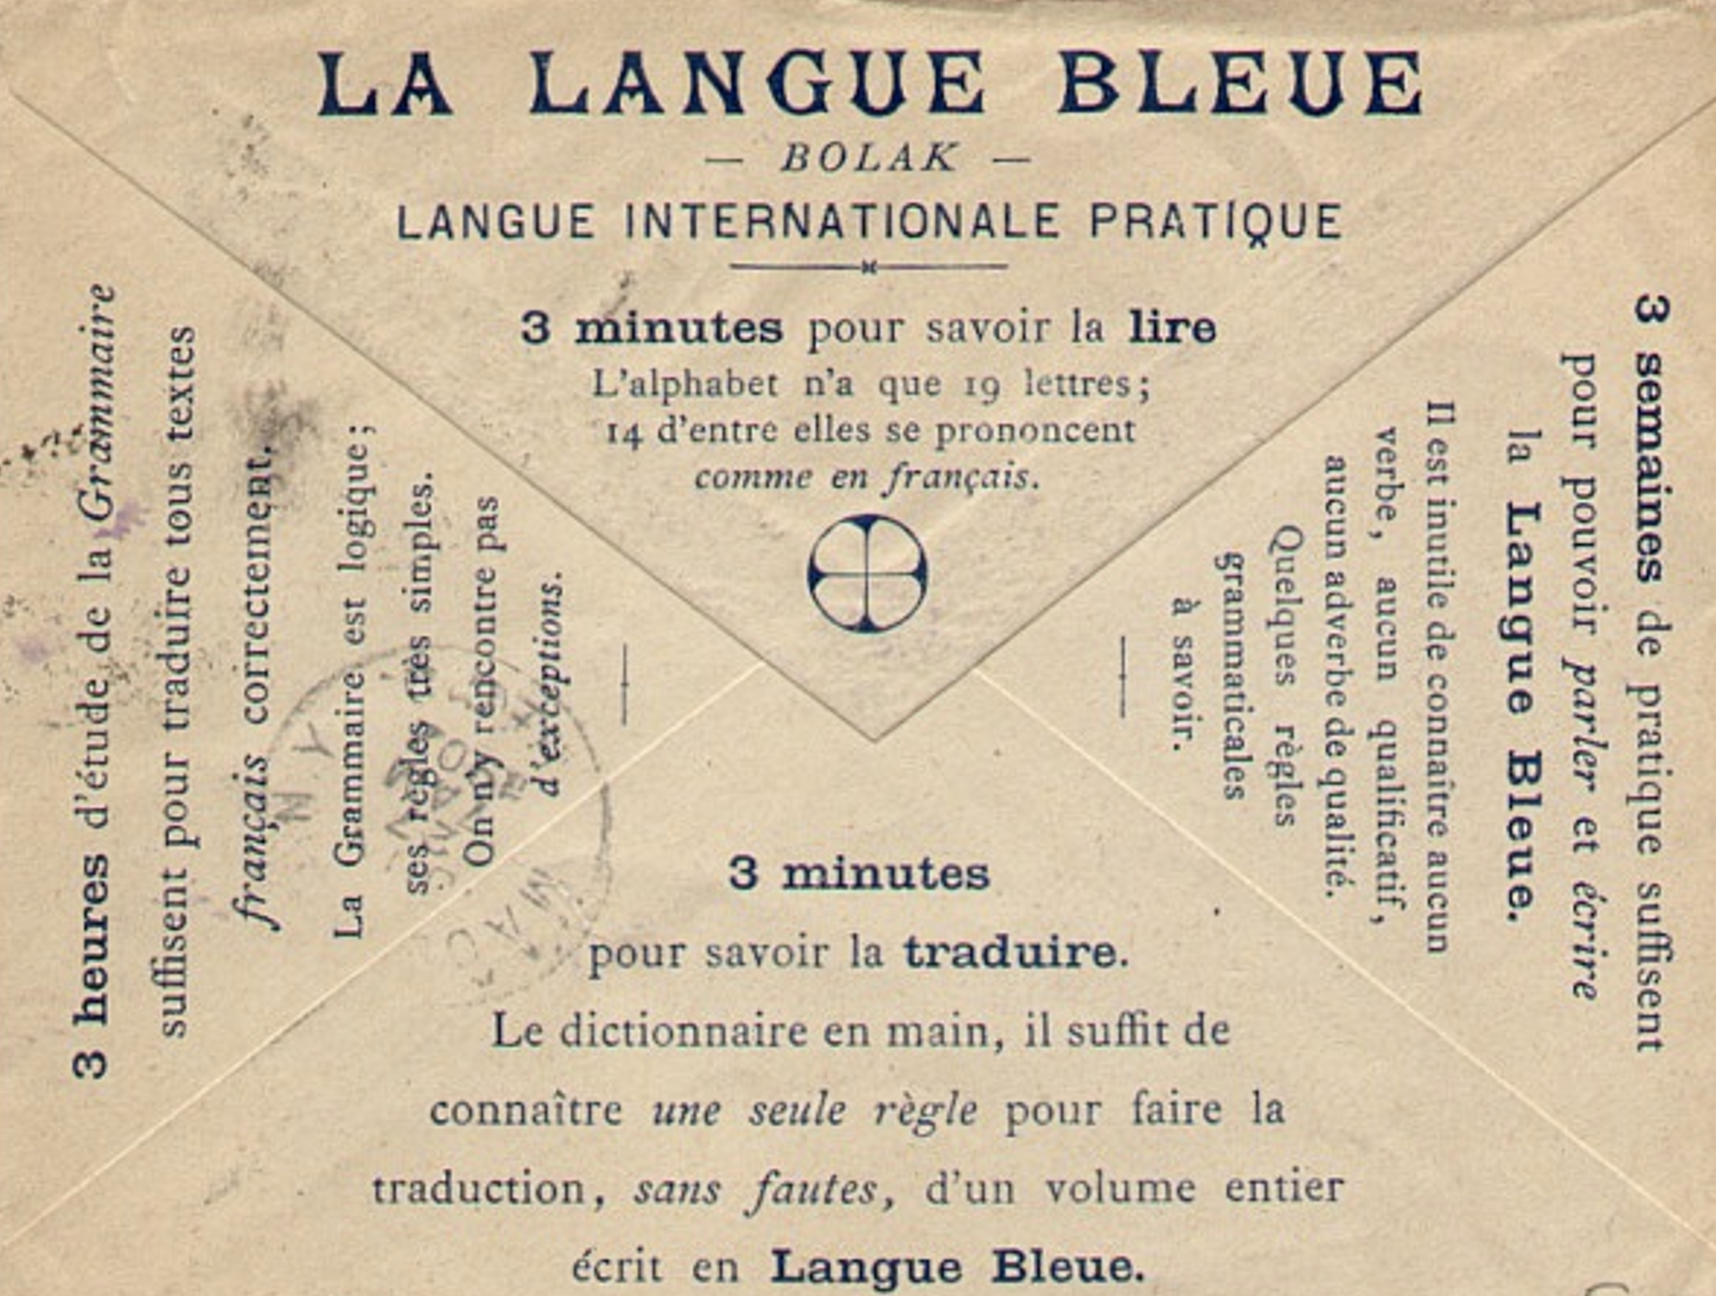 LA LANGUE BLEUE
— BOLAK —
LANGUE INTERNATIONALE PRATIQUE
3 minutes pour savoir la lire
L'alphabet n'a que 19 lettres;
14 d'entre elles se prononcent
comme en français.
3 heures d'étude de la Grammaire
suffisent pour traduire tous textes
français correctement.
La Grammaire est logique;
ses règles très simples.
On n'y rencontre pas
d'exceptions.
3 semaines de pratique suffisent
pour pouvoir parler et écrire
la Langue Bleue.
Il est inutile de connaître aucun
verbe, aucun qualificatif,
aucun adverbe de qualité.
Quelques règles
grammaticales
à savoir.
3 minutes
pour savoir la traduire.
Le dictionnaire en main, il suffit de
connaître une seule règle pour faire la
traduction, sans fautes, d'un volume entier
écrit en Langue Bleue.
N Y